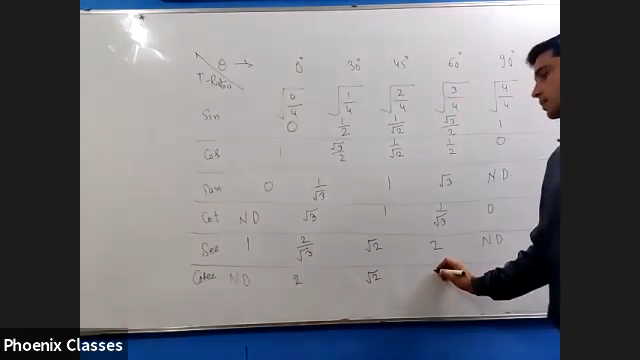 θ → 0° 30° 45° 60° 90°
T-Ratio
Sin √(0/4) √(1/4) √(2/4) √(3/4) √(4/4)
0 1/2 1/√2 √3/2 1
Cos 1 √3/2 1/√2 1/2 0
Tan 0 1/√3 1 √3 ND
Cot ND √3 1 1/√3 0
Sec 1 2/√3 √2 2 ND
Cosec ND 2 √2
Phoenix Classes